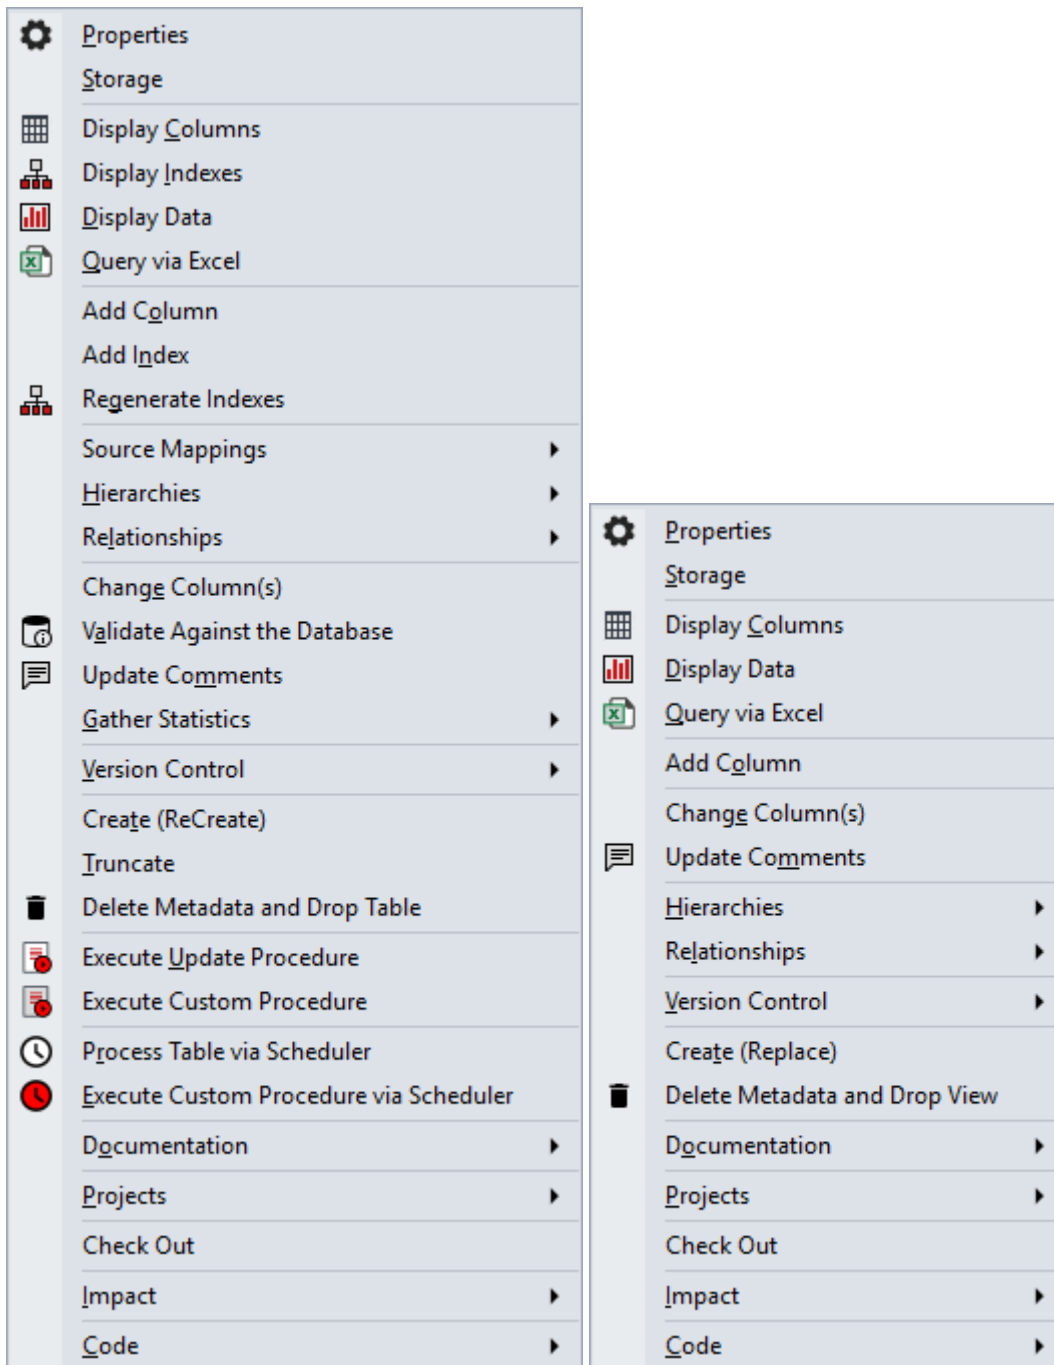 Properties
Storage
Display Columns
Display Indexes
Display Data
Query via Excel
Add Column
Add Index
Regenerate Indexes
Source Mappings
Hierarchies
Relationships
Change Column(s)
Validate Against the Database
Update Comments
Gather Statistics
Version Control
Create (ReCreate)
Truncate
Delete Metadata and Drop Table
Execute Update Procedure
Execute Custom Procedure
Process Table via Scheduler
Execute Custom Procedure via Scheduler
Documentation
Projects
Check Out
Impact
Code
Properties
Storage
Display Columns
Display Data
Query via Excel
Add Column
Change Column(s)
Update Comments
Hierarchies
Relationships
Version Control
Create (Replace)
Delete Metadata and Drop View
Documentation
Projects
Check Out
Impact
Code